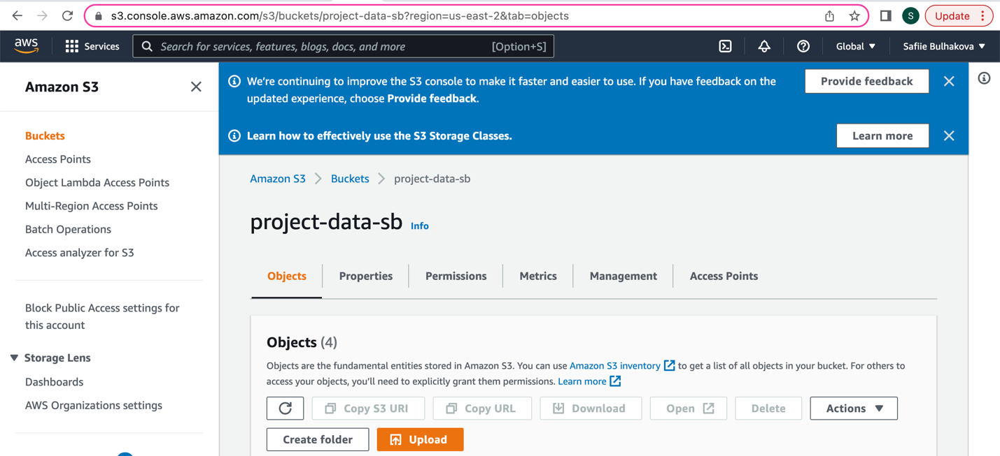 s3.console.aws.amazon.com/s3/buckets/project-data-sb?region=us-east-2&tab=objects
S
Update
aws
Services
Search for services, features, blogs, docs, and more
[Option+S]
Global
Safiie Bulhakova
Amazon S3
Buckets
Access Points
Object Lambda Access Points
Multi-Region Access Points
Batch Operations
Access analyzer for S3
Block Public Access settings for
this account
Storage Lens
Dashboards
AWS Organizations settings
We're continuing to improve the S3 console to make it faster and easier to use. If you have feedback on the
updated experience, choose Provide feedback.
Provide feedback
Learn how to effectively use the S3 Storage Classes.
Learn more
Amazon S3 > Buckets > project-data-sb
project-data-sb Info
Objects
Properties
Permissions
Metrics
Management
Access Points
Objects (4)
Objects are the fundamental entities stored in Amazon S3. You can use Amazon S3 inventory to get a list of all objects in your bucket. For others to
access your objects, you'll need to explicitly grant them permissions. Learn more
Copy S3 URI
Copy URL
Download
Open
Delete
Actions
Create folder
Upload